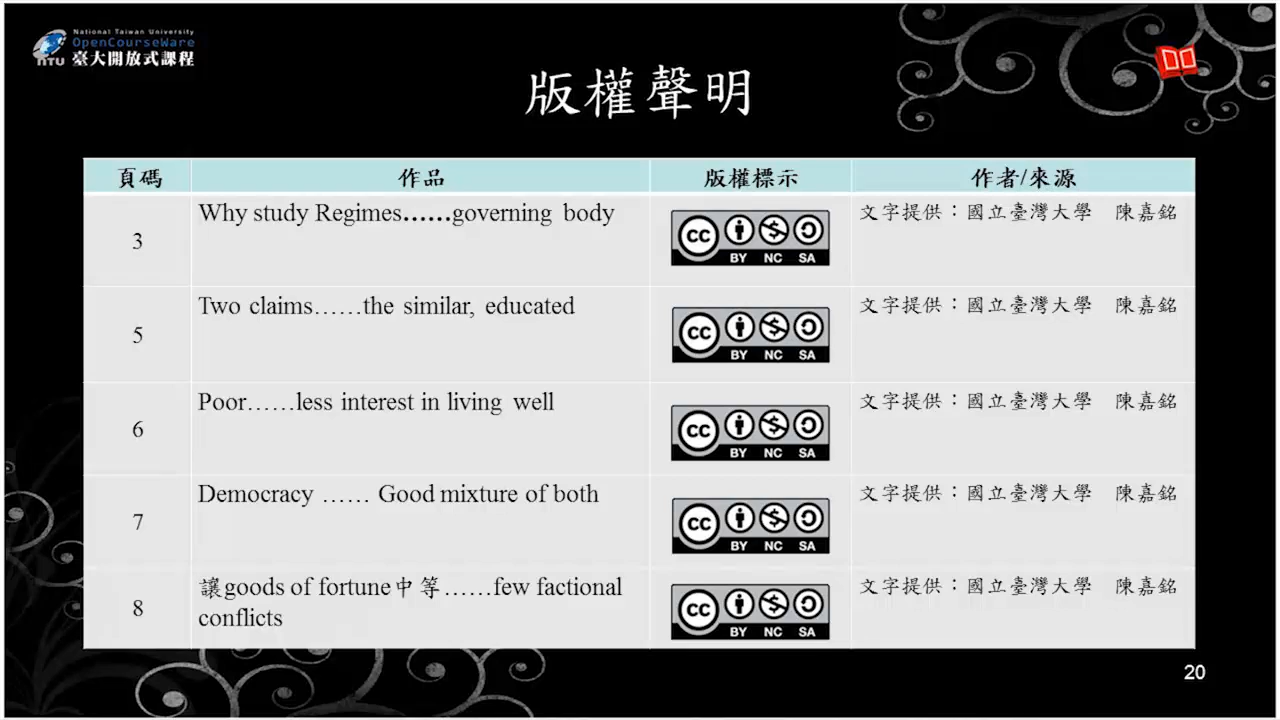 National Taiwan University
OpenCourseWare
NTU 臺大開放式課程
版權聲明
頁碼 作品 版權標示 作者/來源
3 Why study Regimes……governing body CC BY NC SA 文字提供：國立臺灣大學 陳嘉銘
5 Two claims……the similar, educated CC BY NC SA 文字提供：國立臺灣大學 陳嘉銘
6 Poor……less interest in living well CC BY NC SA 文字提供：國立臺灣大學 陳嘉銘
7 Democracy …… Good mixture of both CC BY NC SA 文字提供：國立臺灣大學 陳嘉銘
8 讓goods of fortune中等……few factional CC BY NC SA 文字提供：國立臺灣大學 陳嘉銘
conflicts
20